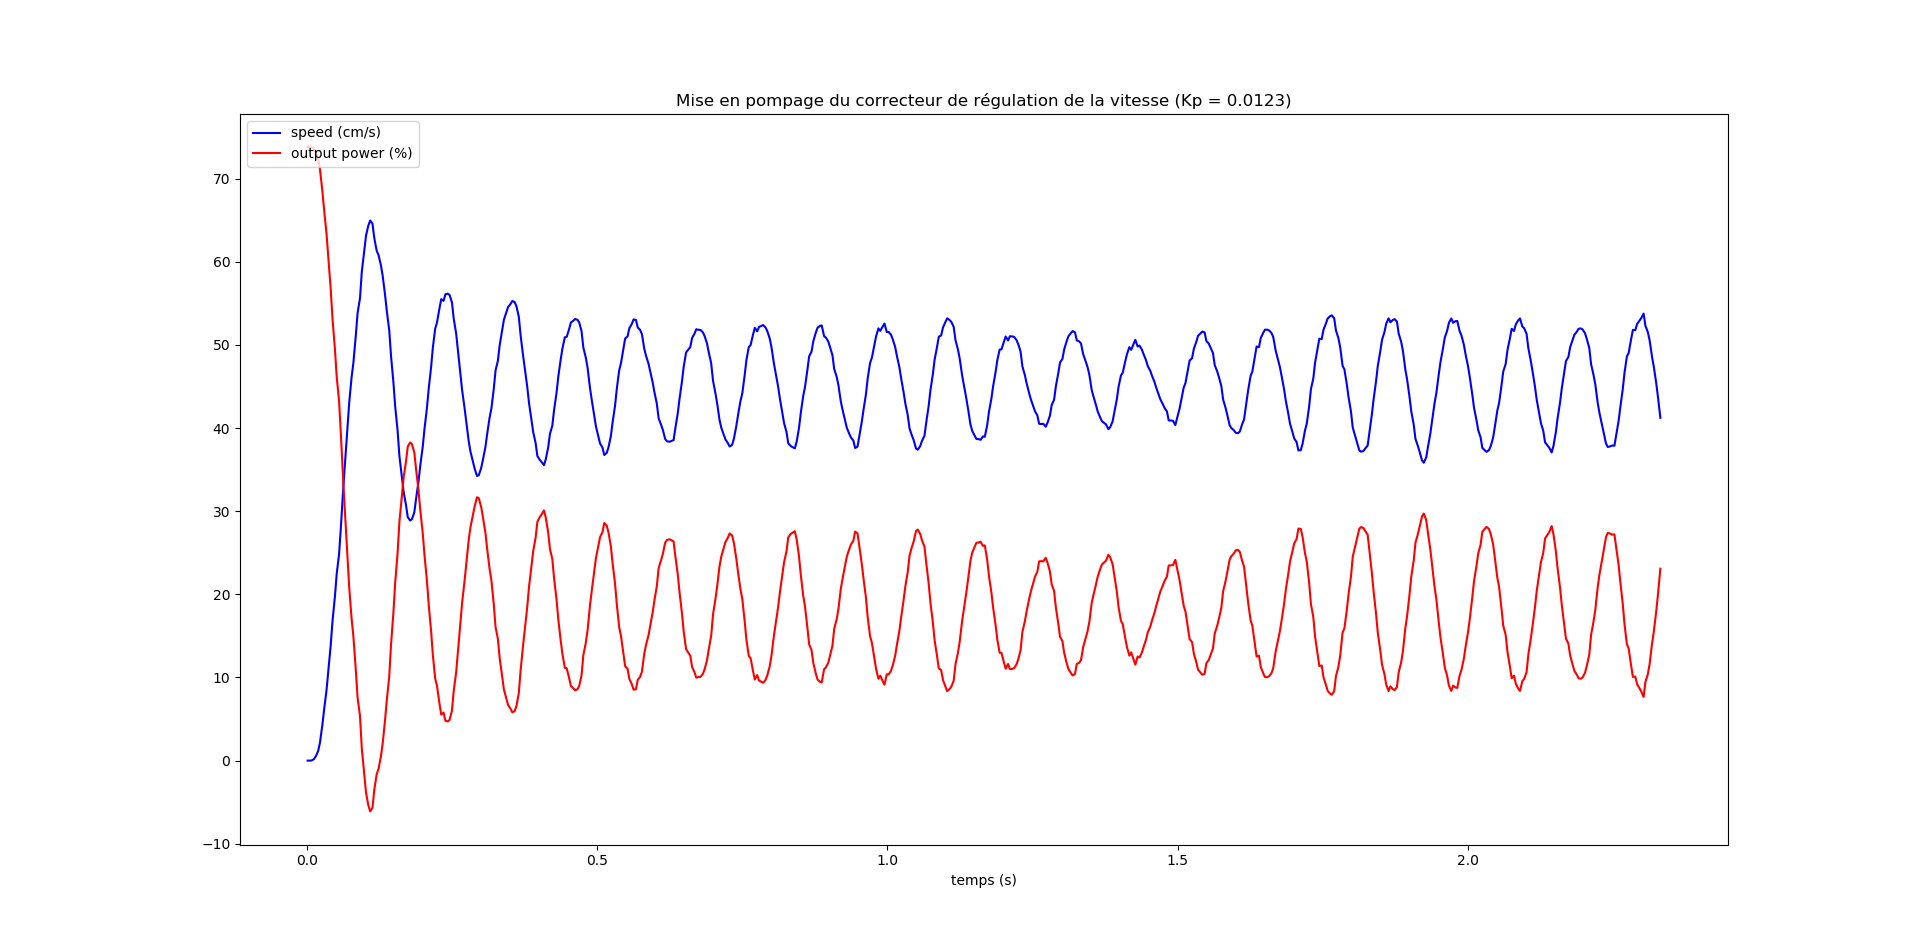 Mise en pompage du correcteur de régulation de la vitesse (Kp = 0.0123)
speed (cm/s)
output power (%)
70
60
50
40
30
20
10
0
−10
0.0 0.5 1.0 1.5 2.0
temps (s)